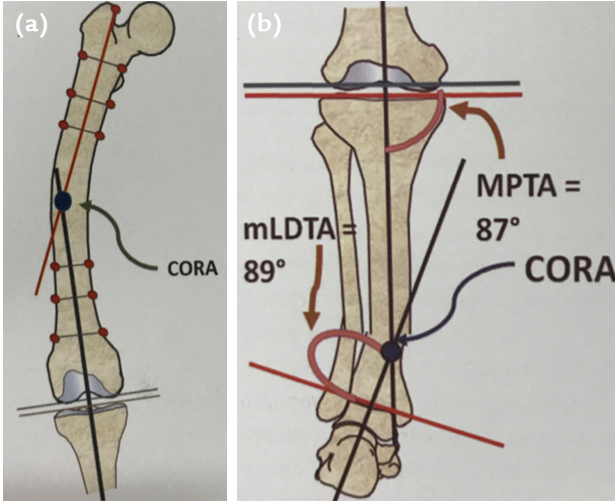 (a)
CORA
(b)
MPTA =
87°
mLDTA =
89°
CORA